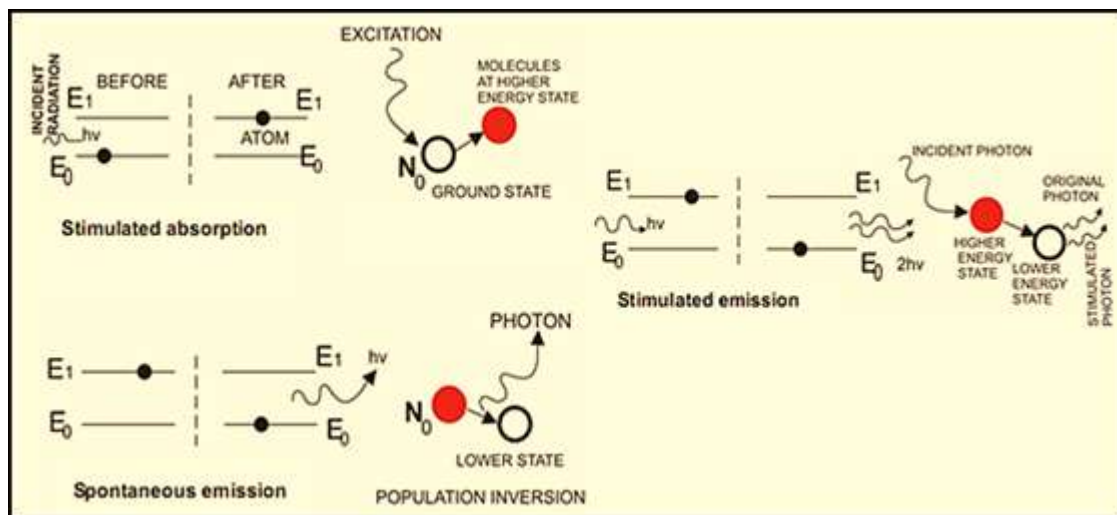 EXCITATION
INCIDENT
RADIATION
BEFORE
AFTER
MOLECULES
AT HIGHER
ENERGY STATE
E1
E1
hv
ATOM
E0
E0
N0
GROUND STATE
Stimulated absorption
INCIDENT PHOTON
E1
E1
ORIGINAL
PHOTON
hv
E0
E0
2hv
HIGHER
ENERGY
STATE
LOWER
ENERGY
STATE
STIMULATED
PHOTON
Stimulated emission
PHOTON
E1
E1
hv
N0
E0
E0
LOWER STATE
Spontaneous emission
POPULATION INVERSION